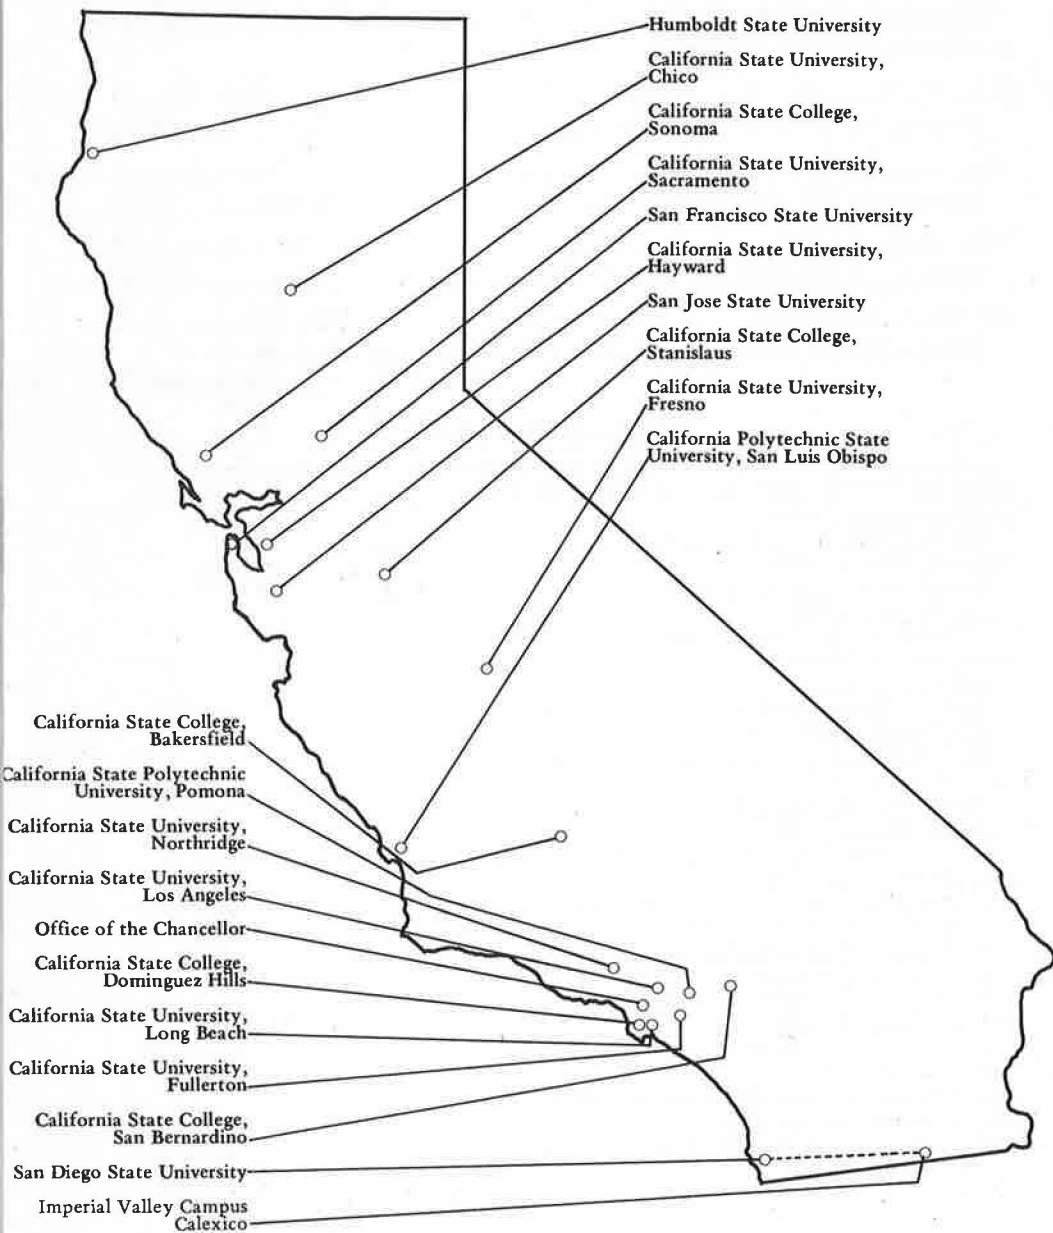 Humboldt State University
California State University,
Chico
California State College,
Sonoma
California State University,
Sacramento
San Francisco State University
California State University,
Hayward
San Jose State University
California State College,
Stanislaus
California State University,
Fresno
California Polytechnic State
University, San Luis Obispo
California State College,
Bakersfield
California State Polytechnic
University, Pomona
California State University,
Northridge
California State University,
Los Angeles
Office of the Chancellor
California State College,
Dominguez Hills
California State University,
Long Beach
California State University,
Fullerton
California State College,
San Bernardino
San Diego State University
Imperial Valley Campus
Calexico